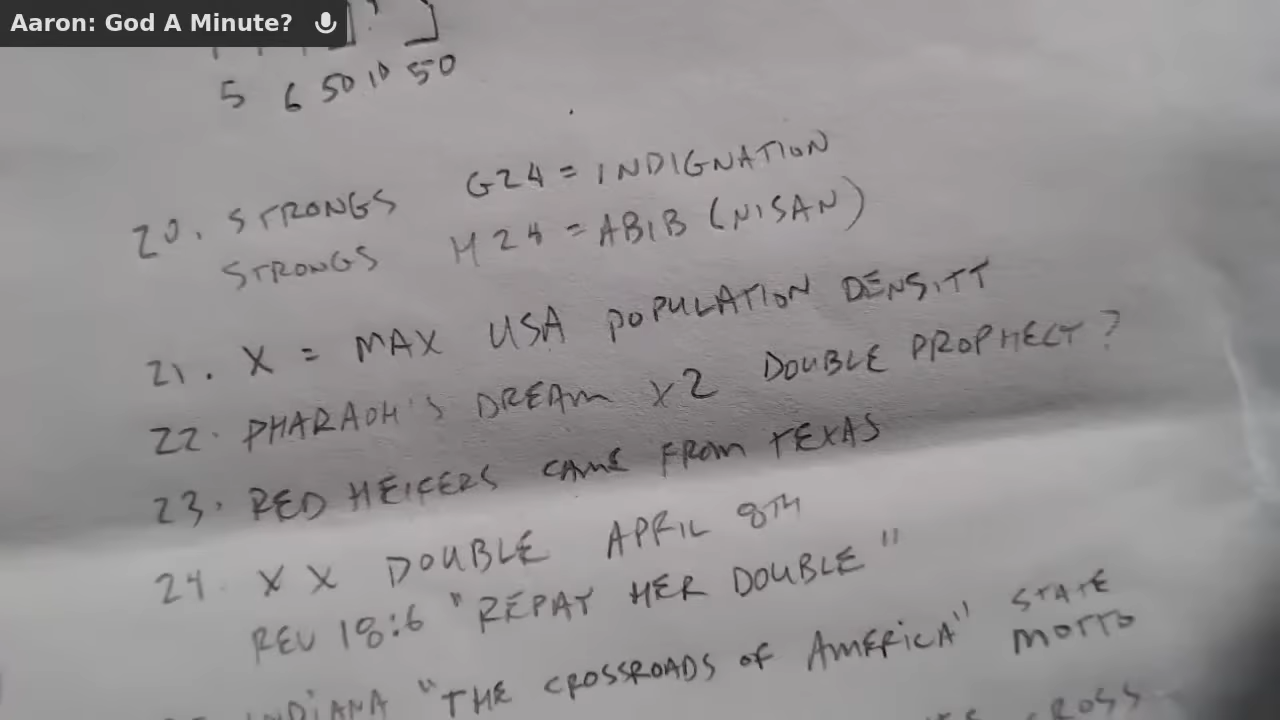 Aaron: God A Minute?
5 6 50 10 50
20. STRONGS G24 = INDIGNATION
STRONGS H24 = ABIB (NISAN)
21. X = MAX USA POPULATION DENSITY
22. PHARAOH'S DREAM X2 DOUBLE PROPHECY?
23. RED HEIFERS CAME FROM TEXAS
24. XX DOUBLE APRIL 8TH
REV 18:6 "REPAY HER DOUBLE"
INDIANA "THE CROSSROADS OF AMERICA" STATE
MOTTO
CROSS